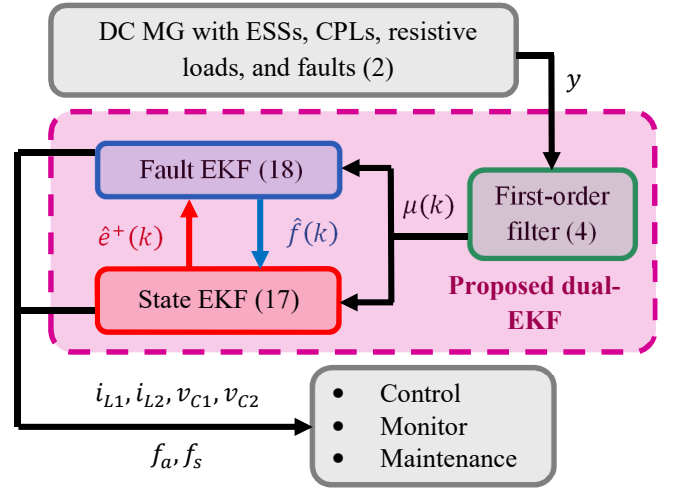 DC MG with ESSs, CPLs, resistive
loads, and faults (2)
y
Fault EKF (18)
First-order
filter (4)
μ(k)
ê⁺(k)
f̂(k)
State EKF (17)
Proposed dual-
EKF
i_{L1}, i_{L2}, v_{C1}, v_{C2}
f_a, f_s
• Control
• Monitor
• Maintenance